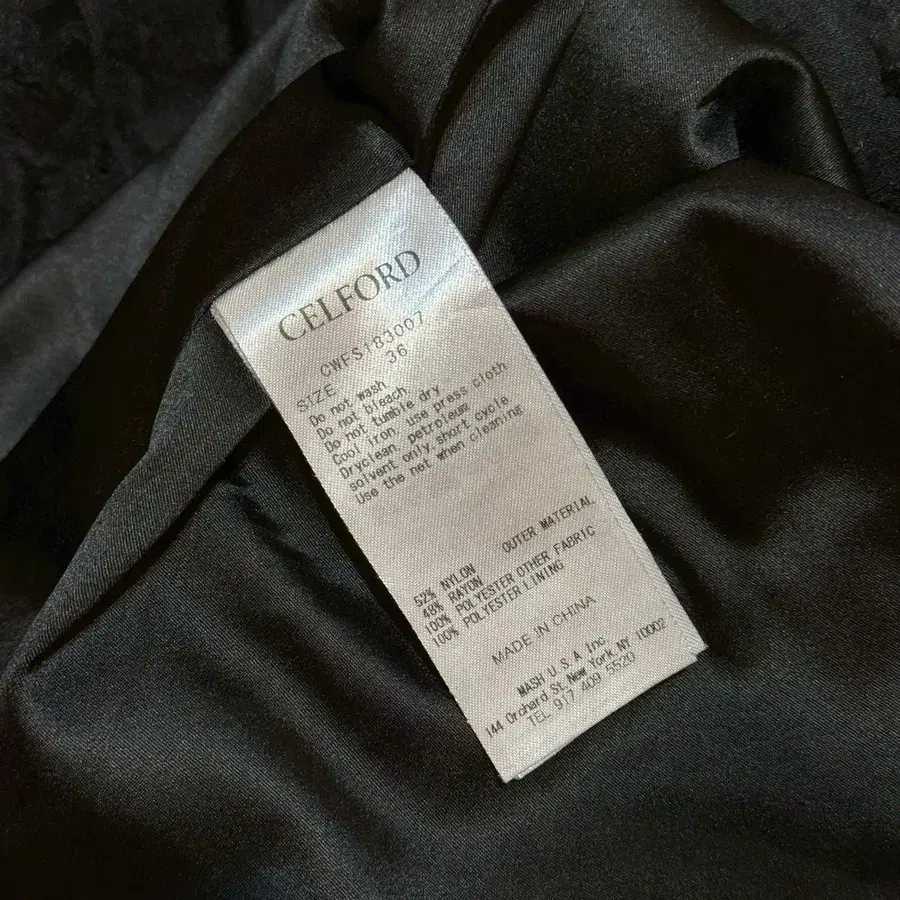 CELFORD
CWFS183007
SIZE 36
Do not wash
Do not bleach
Do not tumble dry
Cool iron, use press cloth
Dryclean, petroleum
solvent only, short cycle
Use the net when cleaning
OUTER MATERIAL
52% NYLON
48% RAYON
100% POLYESTER OTHER FABRIC
100% POLYESTER LINING
MADE IN CHINA
MASH U.S.A Inc.
144 Orchard St, New York, NY 10002
TEL 917 409 5520